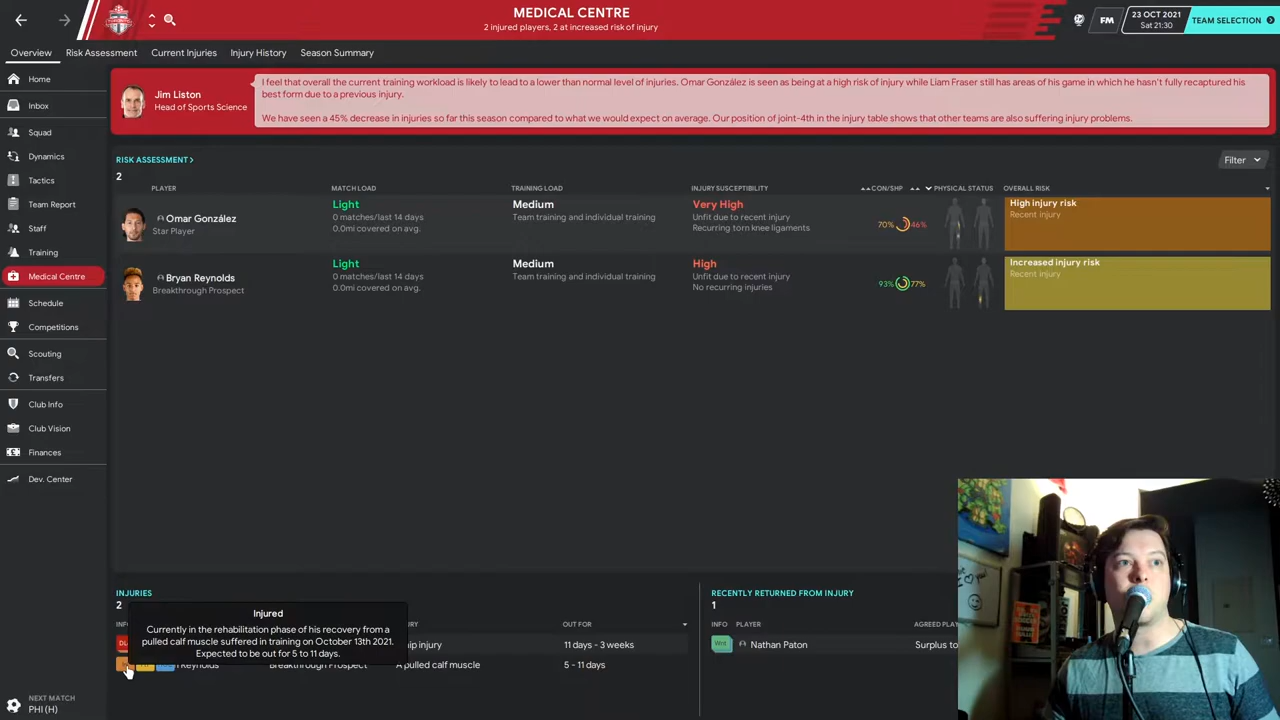 MEDICAL CENTRE
2 injured players, 2 at increased risk of injury
FM
23 OCT 2021
SAT 21:30
TEAM SELECTION
Overview
Risk Assessment
Current Injuries
Injury History
Season Summary
Home
Inbox
Squad
Dynamics
Tactics
Team Report
Staff
Training
Medical Centre
Schedule
Competitions
Scouting
Transfers
Club Info
Club Vision
Finances
Dev. Center
NEXT MATCH
PHI (H)
Jim Liston
Head of Sports Science
I feel that overall the current training workload is likely to lead to a lower than normal level of injuries. Omar González is seen as being at a high risk of injury while Liam Fraser still has areas of his game in which he hasn't fully recaptured his
best form due to a previous injury.
We have seen a 45% decrease in injuries so far this season compared to what we would expect on average. Our position of joint-4th in the injury table shows that other teams are also suffering injury problems.
RISK ASSESSMENT >
2
Filter
PLAYER MATCH LOAD TRAINING LOAD INJURY SUSCEPTIBILITY CON/SHP PHYSICAL STATUS OVERALL RISK
Omar González
Star Player
Light
0 matches/last 14 days
0.0mi covered on avg.
Medium
Team training and individual training
Very High
Unfit due to recent injury
Recurring torn knee ligaments
70% 46%
High injury risk
Recent injury
Bryan Reynolds
Breakthrough Prospect
Light
0 matches/last 14 days
0.0mi covered on avg.
Medium
Team training and individual training
High
Unfit due to recent injury
No recurring injuries
93% 77%
Increased injury risk
Recent injury
INJURIES
2
OUT FOR
11 days - 3 weeks
Reynolds Breakthrough Prospect A pulled calf muscle 5 - 11 days
Injured
Currently in the rehabilitation phase of his recovery from a
pulled calf muscle suffered in training on October 13th 2021.
Expected to be out for 5 to 11 days.
RECENTLY RETURNED FROM INJURY
1
INFO PLAYER AGREED PLA
Wnt Nathan Paton Surplus to